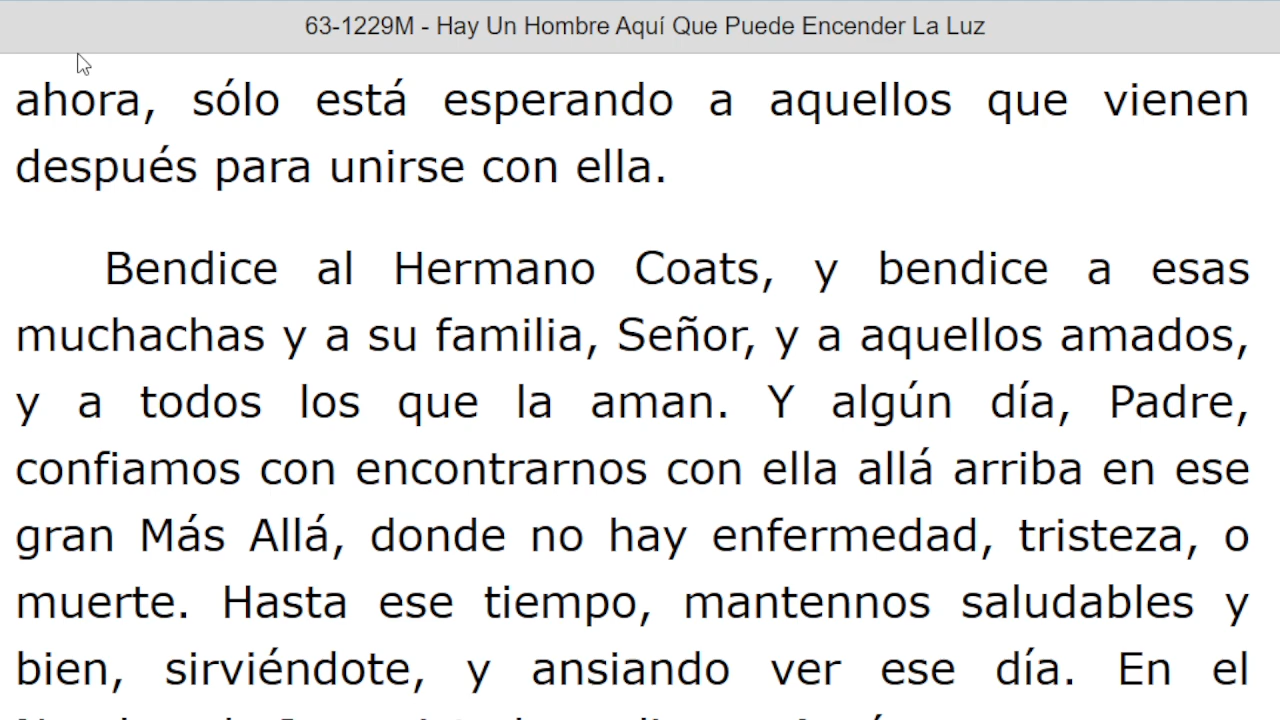 63-1229M - Hay Un Hombre Aquí Que Puede Encender La Luz
ahora, sólo está esperando a aquellos que vienen
después para unirse con ella.
Bendice al Hermano Coats, y bendice a esas
muchachas y a su familia, Señor, y a aquellos amados,
y a todos los que la aman. Y algún día, Padre,
confiamos con encontrarnos con ella allá arriba en ese
gran Más Allá, donde no hay enfermedad, tristeza, o
muerte. Hasta ese tiempo, mantennos saludables y
bien, sirviéndote, y ansiando ver ese día. En el